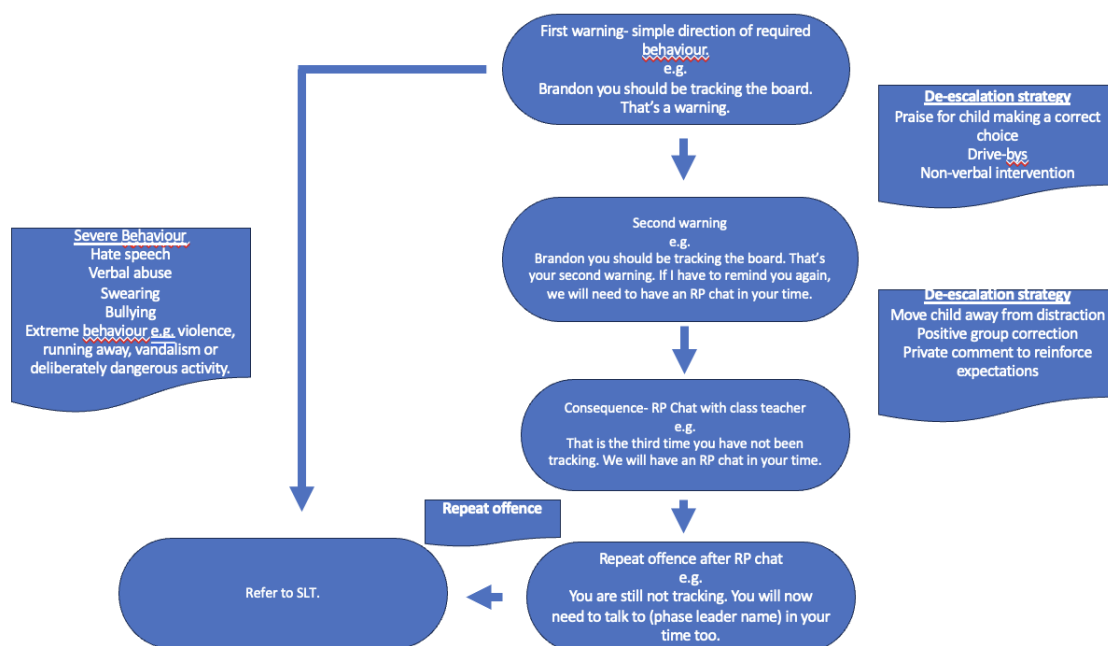 First warning- simple direction of required
behaviour.
e.g.
Brandon you should be tracking the board.
That's a warning.
De-escalation strategy
Praise for child making a correct
choice
Drive-bys
Non-verbal intervention
Second warning
e.g.
Brandon you should be tracking the board. That's
your second warning. If I have to remind you again,
we will need to have an RP chat in your time.
Severe Behaviour
Hate speech
Verbal abuse
Swearing
Bullying
Extreme behaviour e.g. violence,
running away, vandalism or
deliberately dangerous activity.
De-escalation strategy
Move child away from distraction
Positive group correction
Private comment to reinforce
expectations
Consequence- RP Chat with class teacher
e.g.
That is the third time you have not been
tracking. We will have an RP chat in your time.
Repeat offence
Repeat offence after RP chat
e.g.
You are still not tracking. You will now
need to talk to (phase leader name) in your
time too.
Refer to SLT.